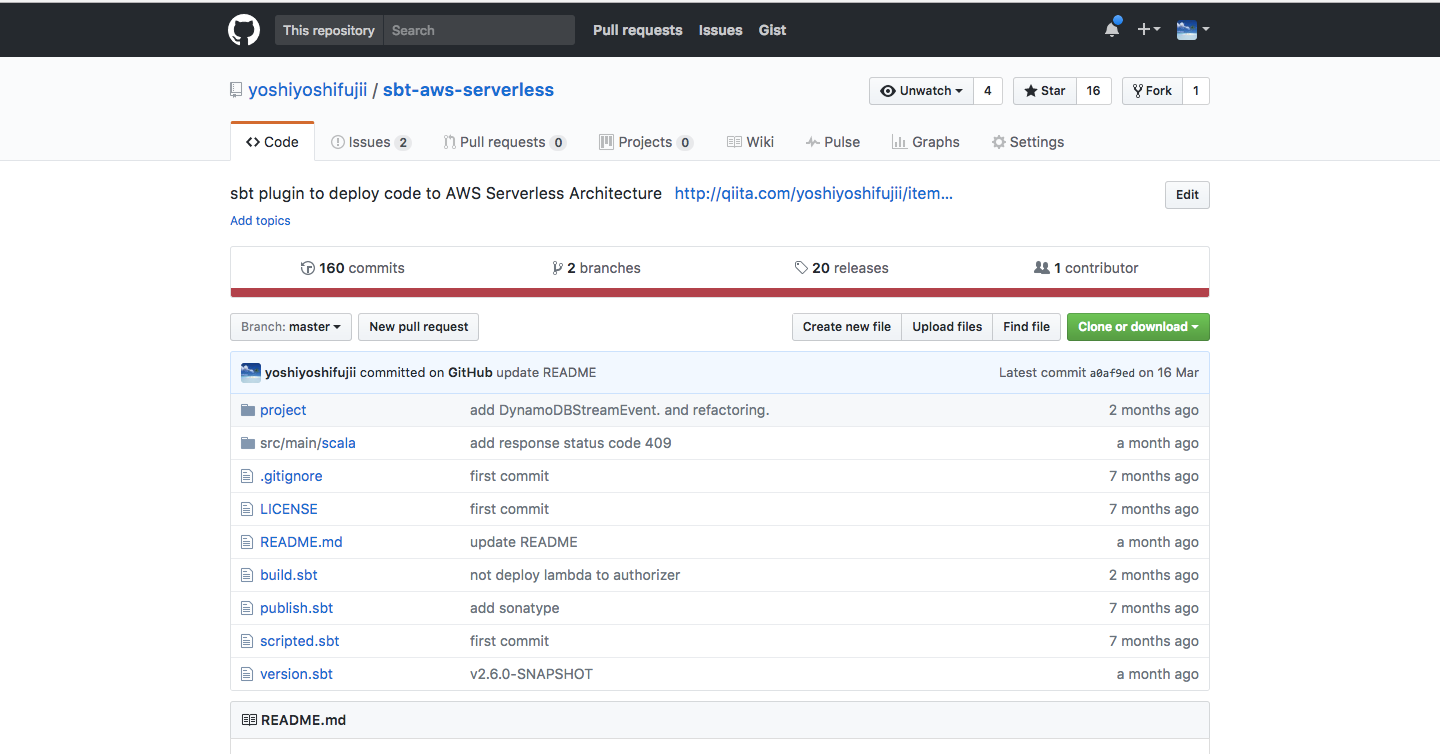 This repository Search Pull requests Issues Gist
yoshiyoshifujii / sbt-aws-serverless Unwatch 4 Star 16 Fork 1
Code Issues 2 Pull requests 0 Projects 0 Wiki Pulse Graphs Settings
sbt plugin to deploy code to AWS Serverless Architecture http://qiita.com/yoshiyoshifujii/item... Edit
Add topics
160 commits 2 branches 20 releases 1 contributor
Branch: master New pull request Create new file Upload files Find file Clone or download
yoshiyoshifujii committed on GitHub update README Latest commit a0af9ed on 16 Mar
project add DynamoDBStreamEvent. and refactoring. 2 months ago
src/main/scala add response status code 409 a month ago
.gitignore first commit 7 months ago
LICENSE first commit 7 months ago
README.md update README a month ago
build.sbt not deploy lambda to authorizer 2 months ago
publish.sbt add sonatype 7 months ago
scripted.sbt first commit 7 months ago
version.sbt v2.6.0-SNAPSHOT a month ago
README.md